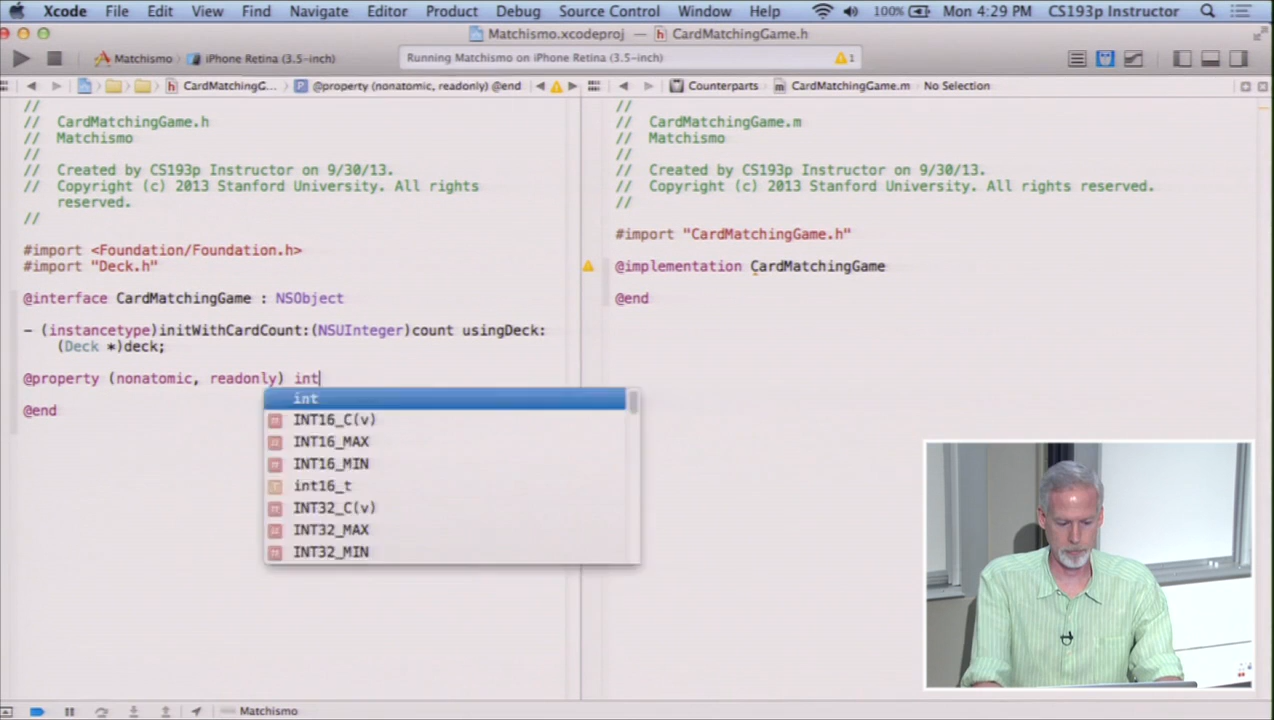 Xcode File Edit View Find Navigate Editor Product Debug Source Control Window Help 100% Mon 4:29 PM CS193p Instructor
Matchismo.xcodeproj — CardMatchingGame.h
Matchismo iPhone Retina (3.5-inch) Running Matchismo on iPhone Retina (3.5-inch) 1
CardMatchingG... @property (nonatomic, readonly) @end Counterparts CardMatchingGame.m No Selection
//
// CardMatchingGame.h
// Matchismo
//
// Created by CS193p Instructor on 9/30/13.
// Copyright (c) 2013 Stanford University. All rights
reserved.
//
#import <Foundation/Foundation.h>
#import "Deck.h"
@interface CardMatchingGame : NSObject
- (instancetype)initWithCardCount:(NSUInteger)count usingDeck:
(Deck *)deck;
@property (nonatomic, readonly) int
@end
int
INT16_C(v)
INT16_MAX
INT16_MIN
int16_t
INT32_C(v)
INT32_MAX
INT32_MIN
//
// CardMatchingGame.m
// Matchismo
//
// Created by CS193p Instructor on 9/30/13.
// Copyright (c) 2013 Stanford University. All rights reserved.
//
#import "CardMatchingGame.h"
@implementation CardMatchingGame
@end
Matchismo